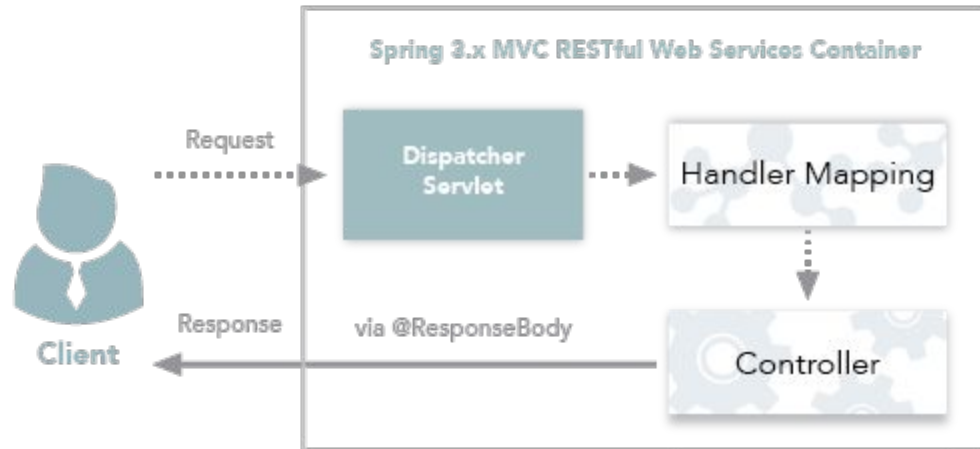 Spring 3.x MVC RESTful Web Services Container
Request
Dispatcher
Servlet
Handler Mapping
Response
via @ResponseBody
Client
Controller